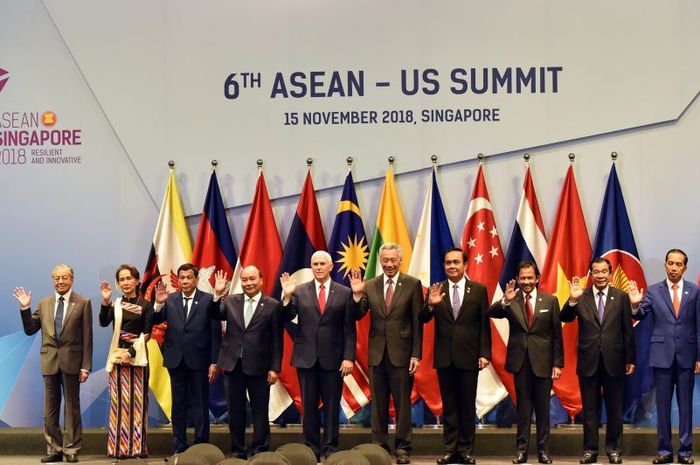 6TH ASEAN – US SUMMIT
15 NOVEMBER 2018, SINGAPORE
ASEAN
SINGAPORE
2018 RESILIENT
AND INNOVATIVE